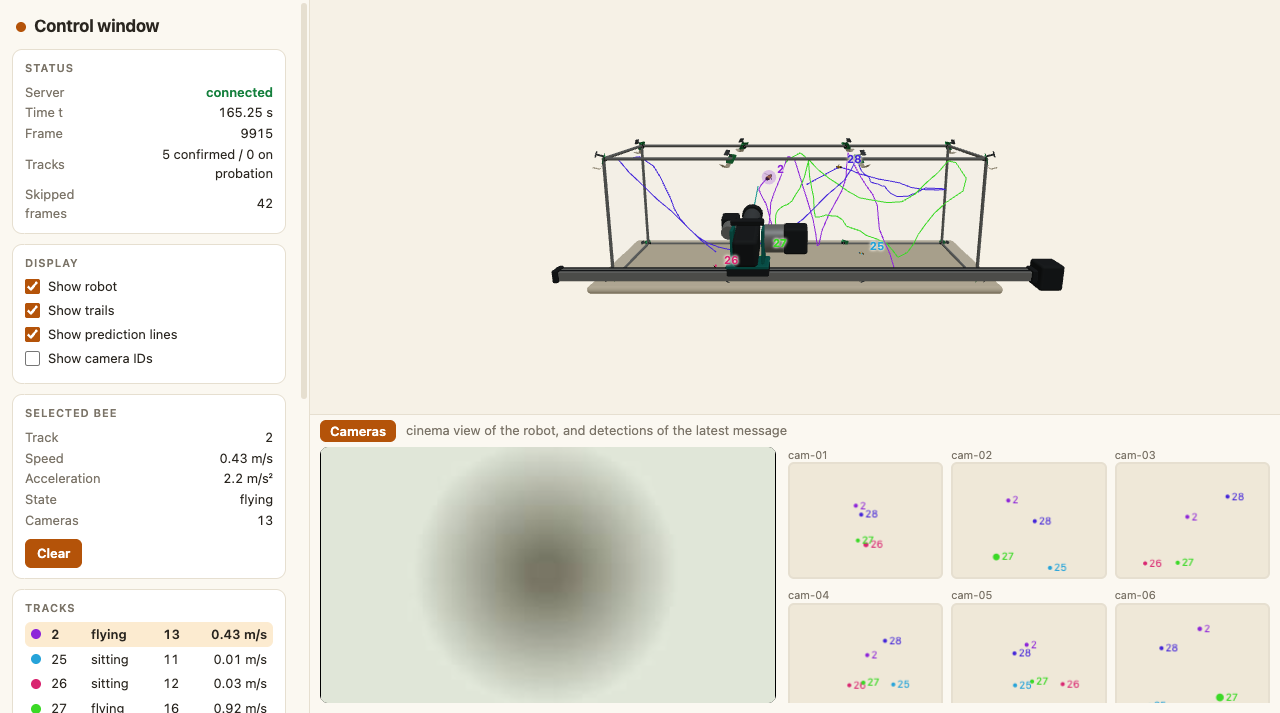 Control window
STATUS
Server connected
Time t 165.25 s
Frame 9915
Tracks 5 confirmed / 0 on probation
Skipped frames 42
DISPLAY
Show robot
Show trails
Show prediction lines
Show camera IDs
SELECTED BEE
Track 2
Speed 0.43 m/s
Acceleration 2.2 m/s²
State flying
Cameras 13
Clear
TRACKS
2 flying 13 0.43 m/s
25 sitting 11 0.01 m/s
26 sitting 12 0.03 m/s
27 flying 16 0.92 m/s
2
28
27
25
26
Cameras cinema view of the robot, and detections of the latest message
cam-01
2
28
27
26
cam-02
2
28
27
25
cam-03
28
2
26
27
cam-04
28
2
26
27
25
cam-05
2
28
25
27
26
cam-06
2
28
27